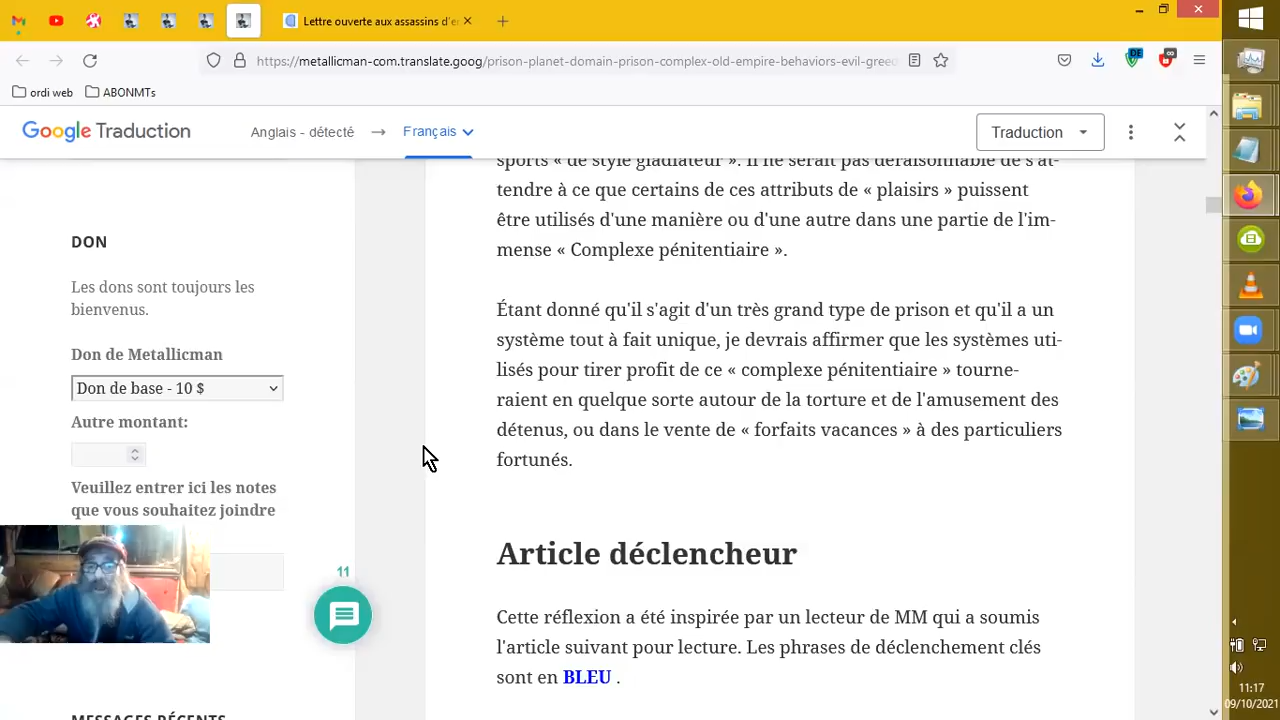 Lettre ouverte aux assassins d'e
https://metallicman-com.translate.goog/prison-planet-domain-prison-complex-old-empire-behaviors-evil-greed
DE
∞
ordi web
ABONMTs
Google Traduction
Anglais - détecté
Français
Traduction
DON
Les dons sont toujours les
bienvenus.
Don de Metallicman
Don de base - 10 $
Autre montant:
Veuillez entrer ici les notes
que vous souhaitez joindre
11
MESSAGES RÉCENTS
sports « de style gladiateur ». Il ne serait pas déraisonnable de s'at-
tendre à ce que certains de ces attributs de « plaisirs » puissent
être utilisés d'une manière ou d'une autre dans une partie de l'im-
mense « Complexe pénitentiaire ».
Étant donné qu'il s'agit d'un très grand type de prison et qu'il a un
système tout à fait unique, je devrais affirmer que les systèmes uti-
lisés pour tirer profit de ce « complexe pénitentiaire » tourne-
raient en quelque sorte autour de la torture et de l'amusement des
détenus, ou dans le vente de « forfaits vacances » à des particuliers
fortunés.
Article déclencheur
Cette réflexion a été inspirée par un lecteur de MM qui a soumis
l'article suivant pour lecture. Les phrases de déclenchement clés
sont en BLEU .
11:17
09/10/2021